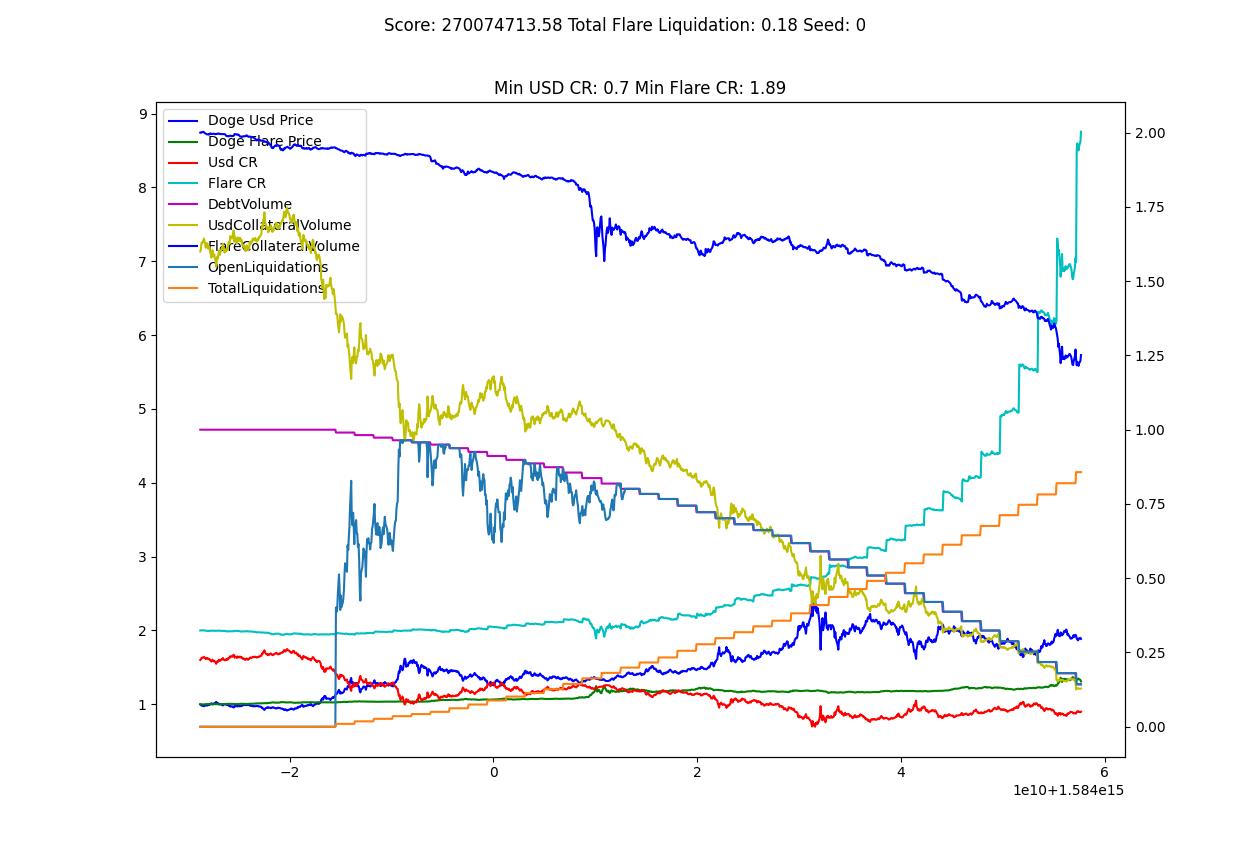 Score: 270074713.58 Total Flare Liquidation: 0.18 Seed: 0
Min USD CR: 0.7 Min Flare CR: 1.89
9
8
7
6
5
4
3
2
1
Doge Usd Price
Doge Flare Price
Usd CR
Flare CR
DebtVolume
UsdCollateralVolume
FlareCollateralVolume
OpenLiquidations
TotalLiquidations
2.00
1.75
1.50
1.25
1.00
0.75
0.50
0.25
0.00
−2
0
2
4
6
1e10+1.584e15